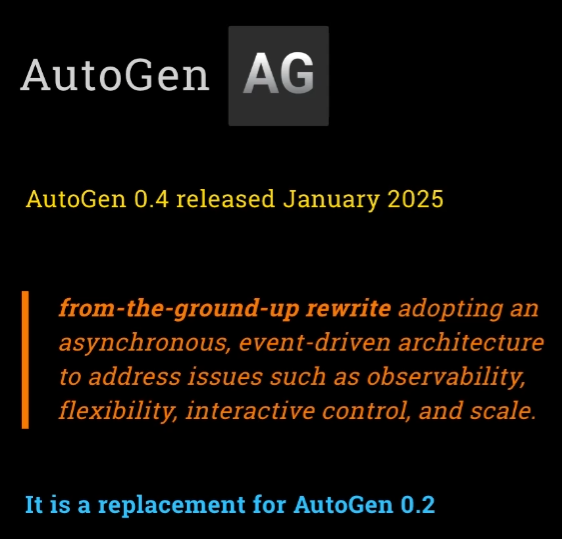 AutoGen AG
AutoGen 0.4 released January 2025
from-the-ground-up rewrite adopting an
asynchronous, event-driven architecture
to address issues such as observability,
flexibility, interactive control, and scale.
It is a replacement for AutoGen 0.2